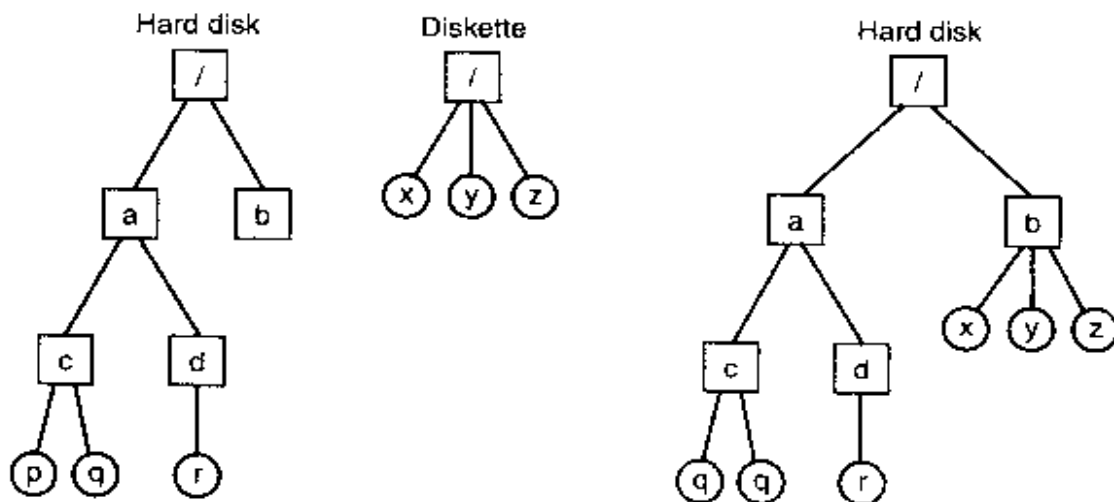 Hard disk
/
a b
c d
p q r
Diskette
/
x y z
Hard disk
/
a b
x y z
c d
q q r